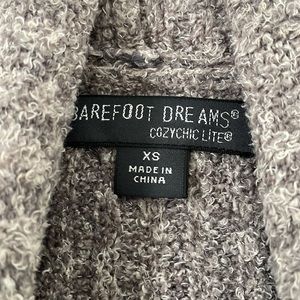 BAREFOOT DREAMS®
COZYCHIC LITE®
XS
MADE IN
CHINA